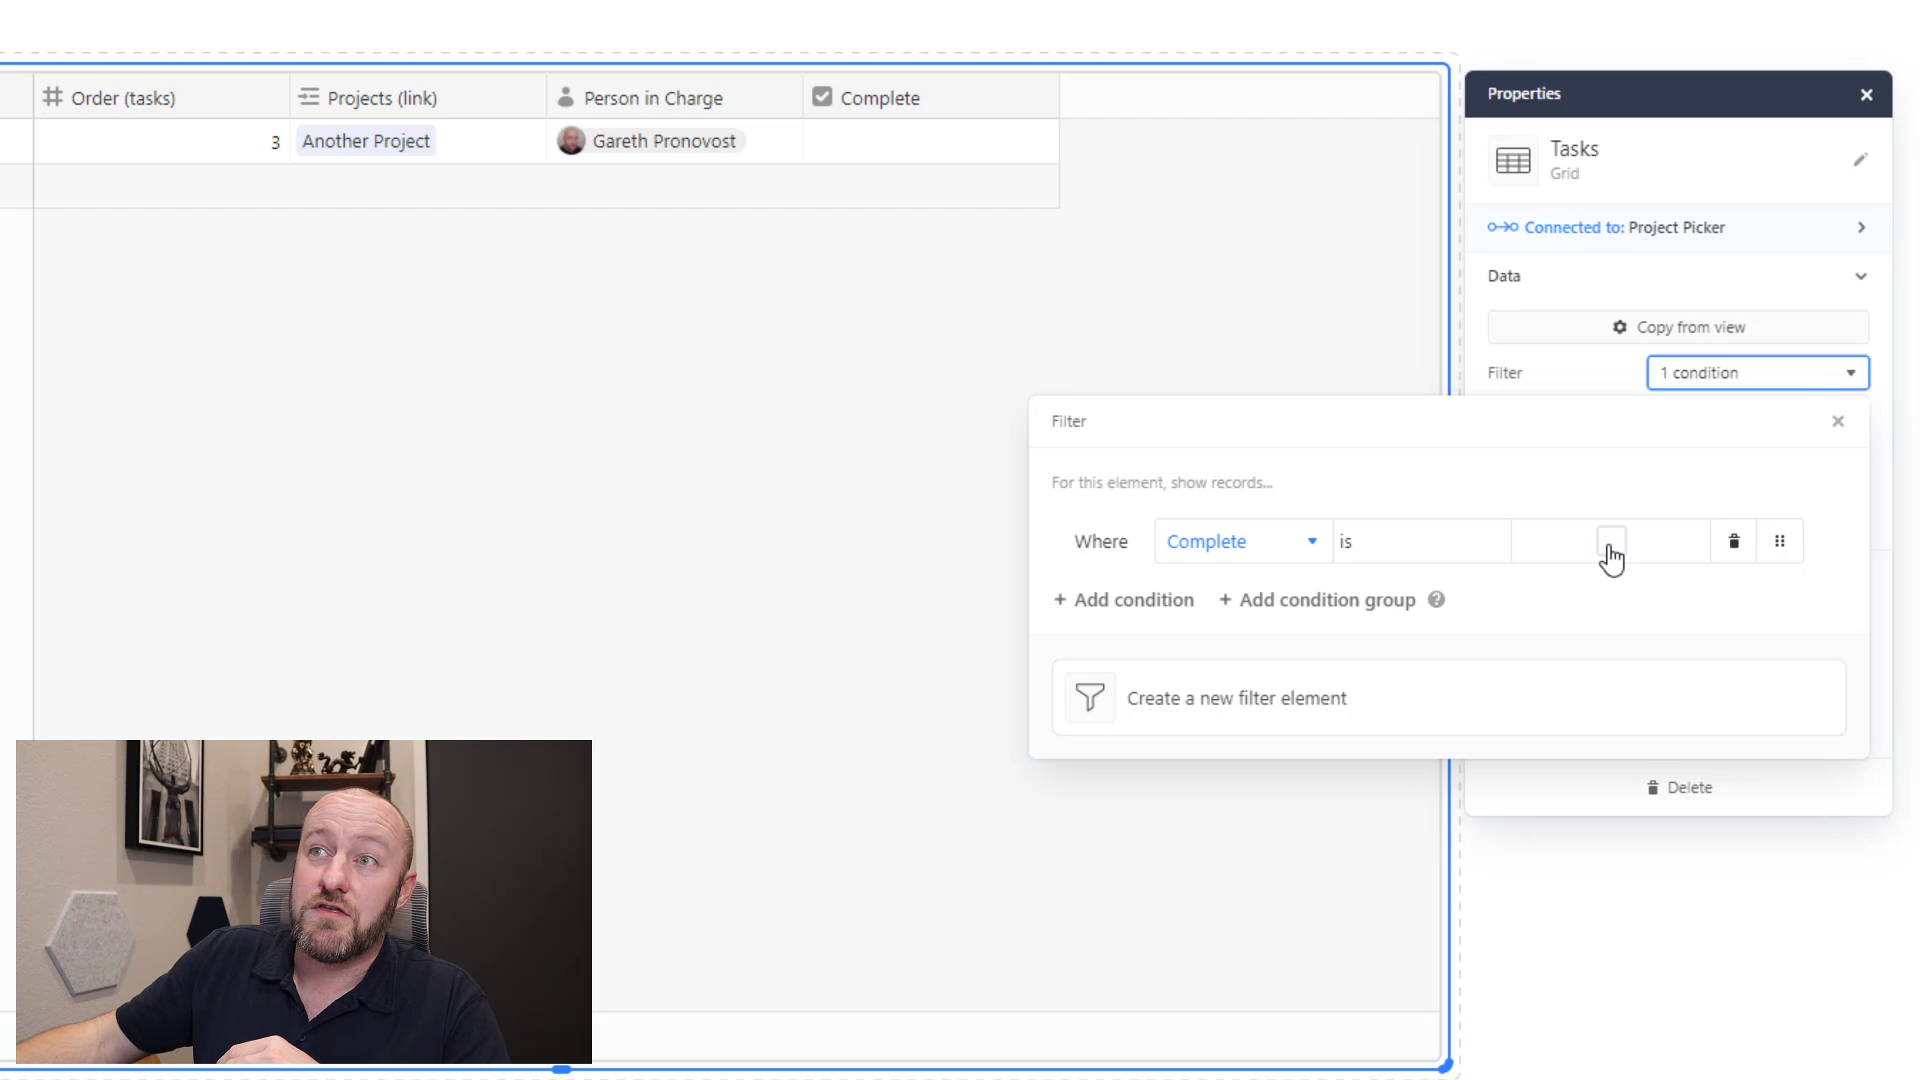 Order (tasks)
Projects (link)
Person in Charge
Complete
3
Another Project
Gareth Pronovost
Properties
Tasks
Grid
Connected to: Project Picker
Data
Copy from view
Filter
1 condition
Filter
For this element, show records...
Where
Complete
is
+ Add condition
+ Add condition group
Create a new filter element
Delete